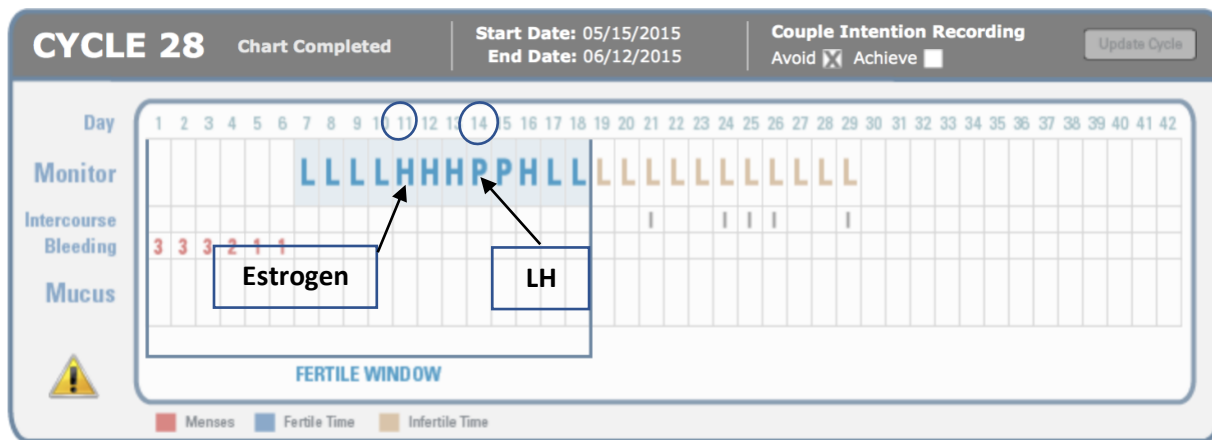 CYCLE 28 Chart Completed Start Date: 05/15/2015 Couple Intention Recording Update Cycle
End Date: 06/12/2015 Avoid X Achieve
Day 1 2 3 4 5 6 7 8 9 10 11 12 13 14 15 16 17 18 19 20 21 22 23 24 25 26 27 28 29 30 31 32 33 34 35 36 37 38 39 40 41 42
Monitor L L L L H H H P P H L L L L L L L L L L L L L
Intercourse I I I I I
Bleeding 3 3 3 2 1 1
Estrogen LH
Mucus
FERTILE WINDOW
Menses Fertile Time Infertile Time